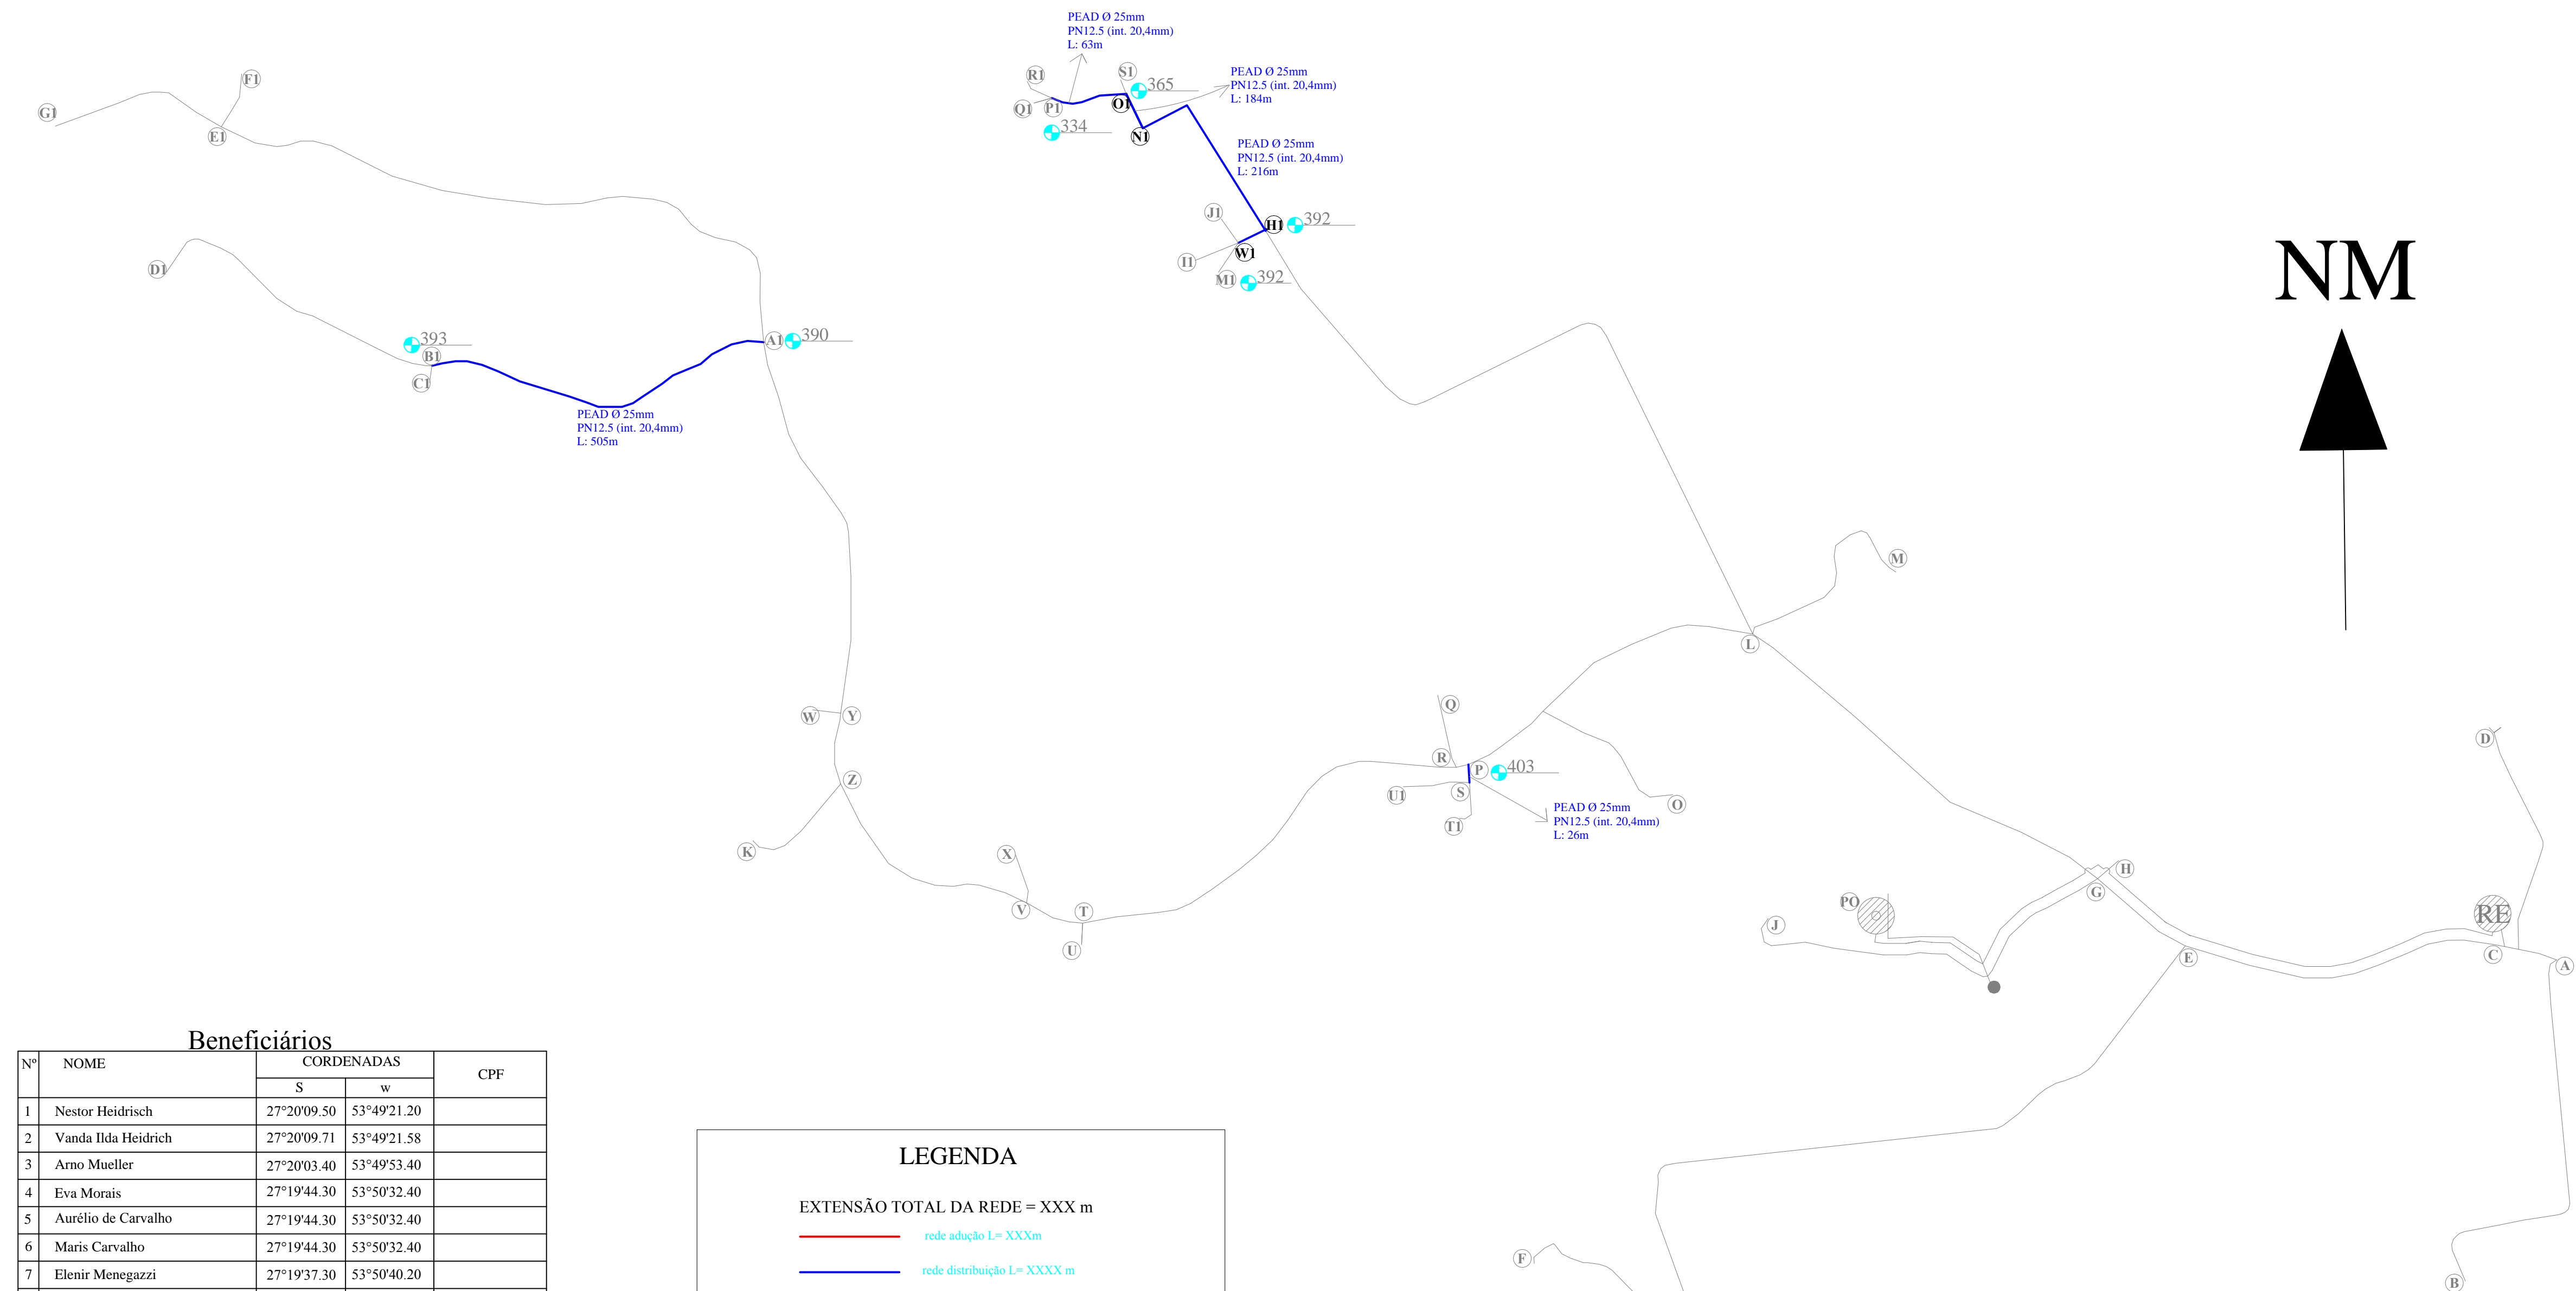 PEAD Ø 25mm
PN12.5 (int. 20,4mm)
L: 63m
F1
G1
E1
R1
S1
365
Q1
P1
O1
334
N1
PEAD Ø 25mm
PN12.5 (int. 20,4mm)
L: 184m
PEAD Ø 25mm
PN12.5 (int. 20,4mm)
L: 216m
J1
H1
392
W1
I1
M1
392
D1
NM
393
B1
C1
A1
390
PEAD Ø 25mm
PN12.5 (int. 20,4mm)
L: 505m
M
L
W
Y
Q
R
P
403
D
Z
U1
S
O
T1
PEAD Ø 25mm
PN12.5 (int. 20,4mm)
L: 26m
K
X
H
G
V
T
PO
J
RE
U
E
C
A
Beneficiários
Nº NOME CORDENADAS CPF
S w
1 Nestor Heidrisch 27°20'09.50 53°49'21.20
2 Vanda Ilda Heidrich 27°20'09.71 53°49'21.58
3 Arno Mueller 27°20'03.40 53°49'53.40
4 Eva Morais 27°19'44.30 53°50'32.40
5 Aurélio de Carvalho 27°19'44.30 53°50'32.40
6 Maris Carvalho 27°19'44.30 53°50'32.40
7 Elenir Menegazzi 27°19'37.30 53°50'40.20
LEGENDA
EXTENSÃO TOTAL DA REDE = XXX m
rede adução L= XXXm
rede distribuição L= XXXX m
F
B